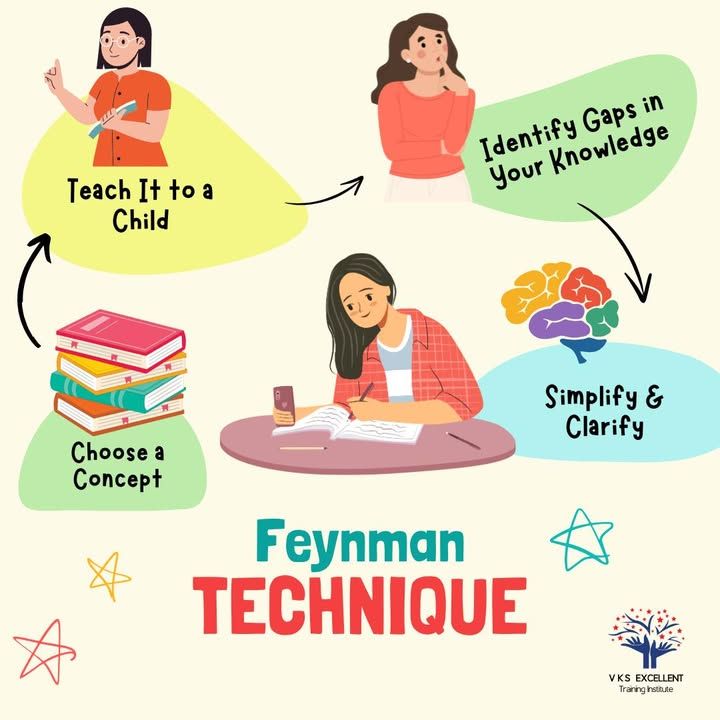 Teach It to a
Child
Identify Gaps in
Your Knowledge
Simplify &
Clarify
Choose a
Concept
Feynman
TECHNIQUE
V K S EXCELLENT
Training Institute